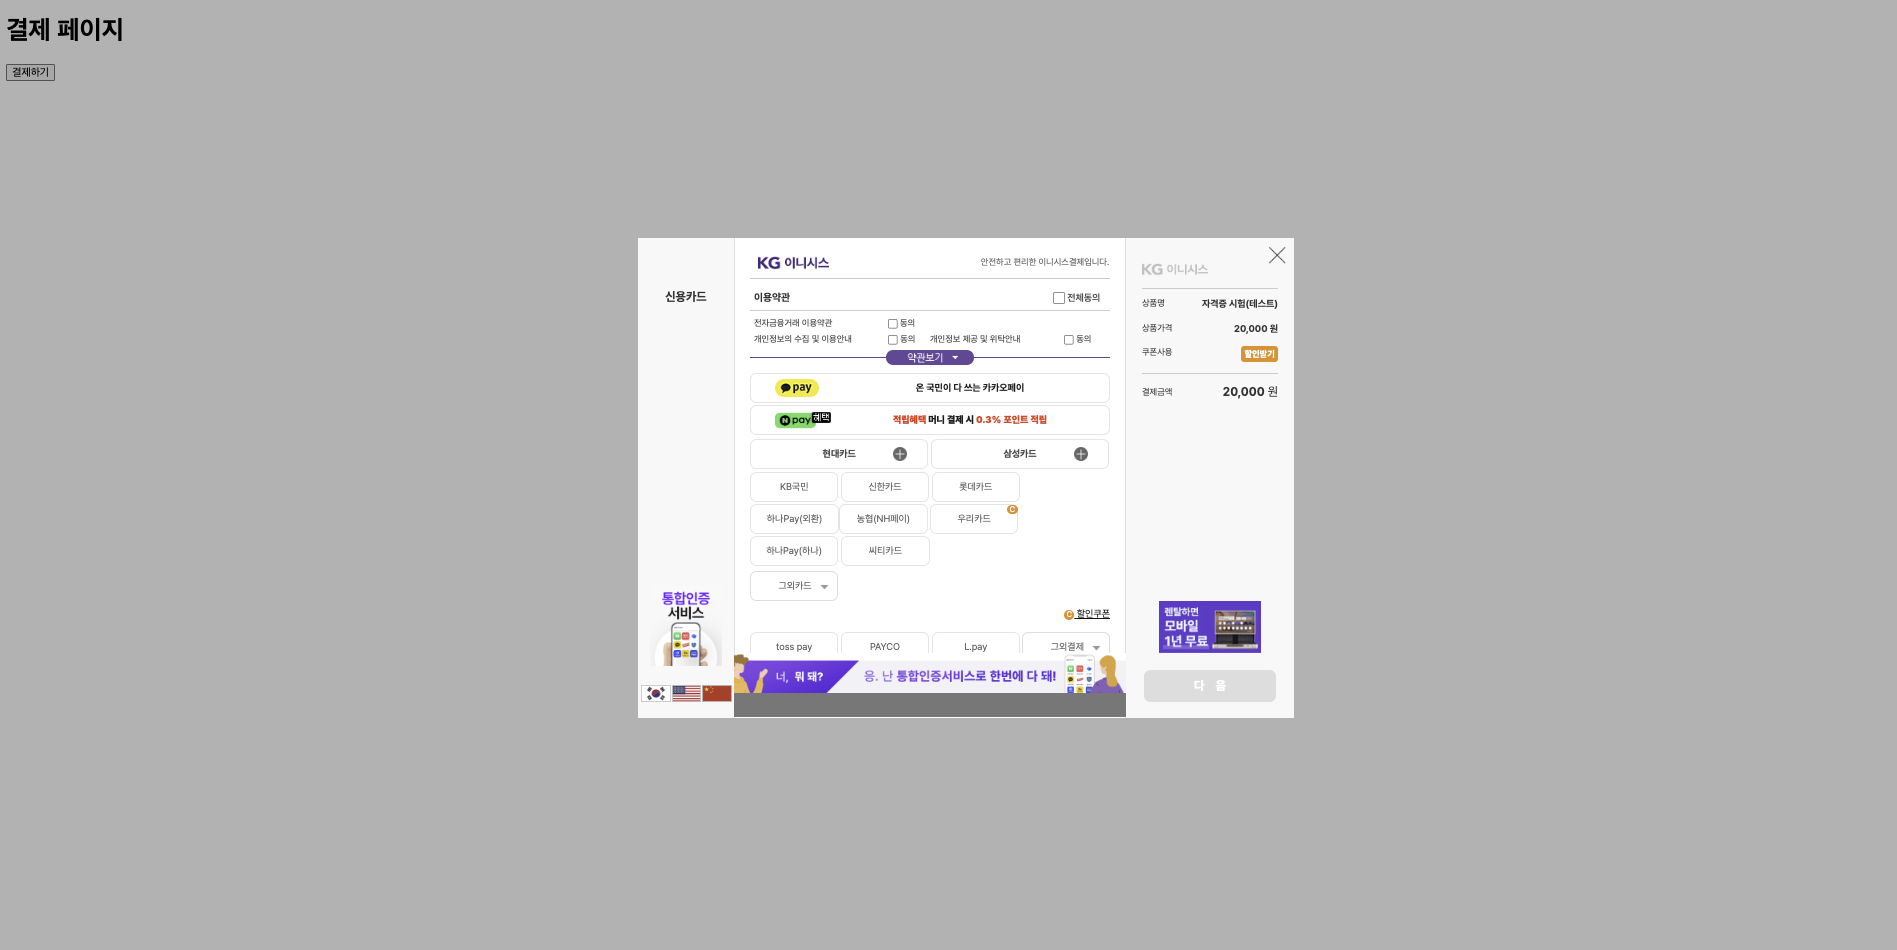 결제 페이지
결제하기
신용카드
통합인증
서비스
KG 이니시스
안전하고 편리한 이니시스결제입니다.
이용약관
전체동의
전자금융거래 이용약관
동의
개인정보의 수집 및 이용안내
동의
개인정보 제공 및 위탁안내
동의
약관보기
pay
온 국민이 다 쓰는 카카오페이
N pay 혜택
적립혜택 머니 결제 시 0.3% 포인트 적립
현대카드
삼성카드
KB국민
신한카드
롯데카드
하나Pay(외환)
농협(NH페이)
우리카드
C
하나Pay(하나)
씨티카드
그외카드
C 할인쿠폰
toss pay
PAYCO
L.pay
그외결제
너, 뭐 돼?
응. 난 통합인증서비스로 한번에 다 돼!
KG 이니시스
상품명
자격증 시험(테스트)
상품가격
20,000 원
쿠폰사용
할인받기
결제금액
20,000 원
렌탈하면
모바일
1년 무료
다 음